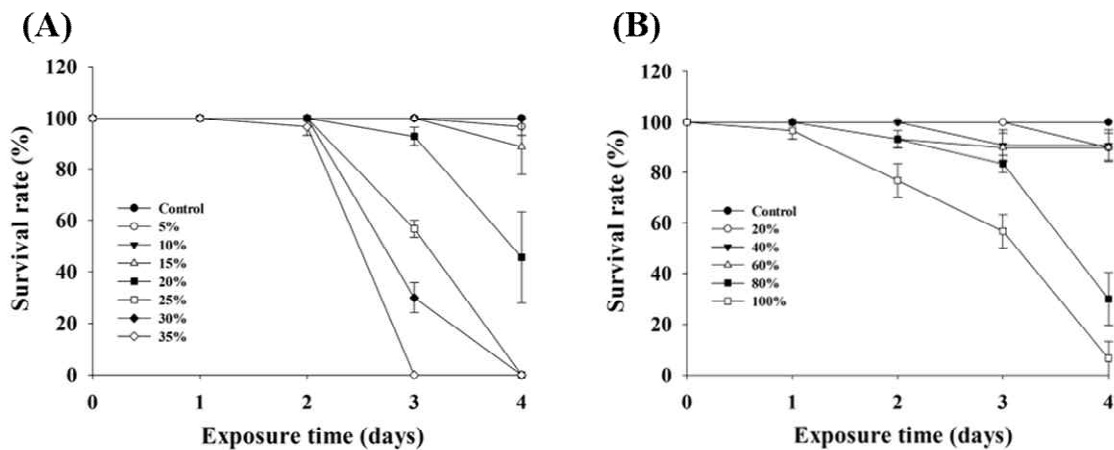 (A)
120
100
80
60
40
20
0
Survival rate (%)
Control
5%
10%
15%
20%
25%
30%
35%
0 1 2 3 4
Exposure time (days)
(B)
120
100
80
60
40
20
0
Survival rate (%)
Control
20%
40%
60%
80%
100%
0 1 2 3 4
Exposure time (days)